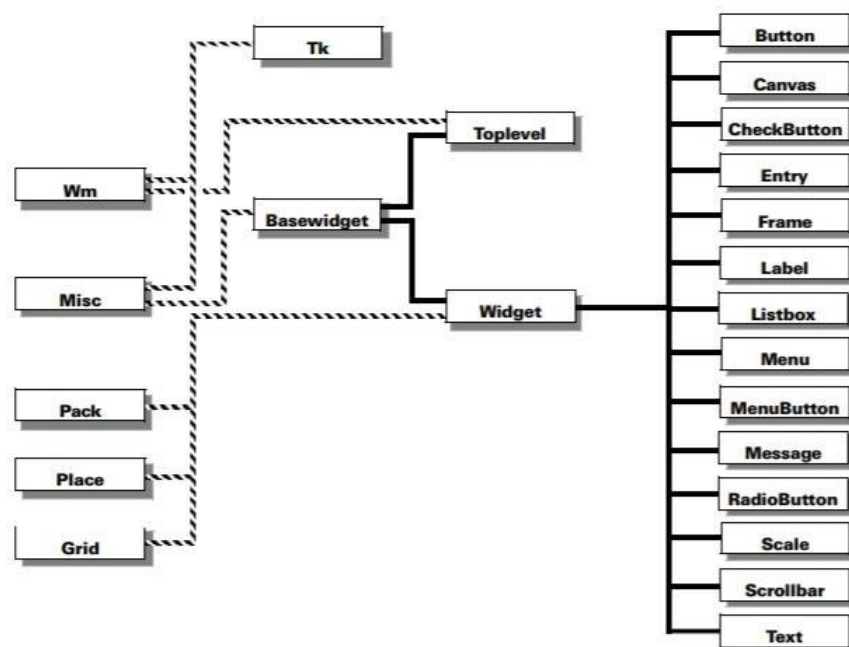 Tk
Wm
Misc
Pack
Place
Grid
Basewidget
Toplevel
Widget
Button
Canvas
CheckButton
Entry
Frame
Label
Listbox
Menu
MenuButton
Message
RadioButton
Scale
Scrollbar
Text